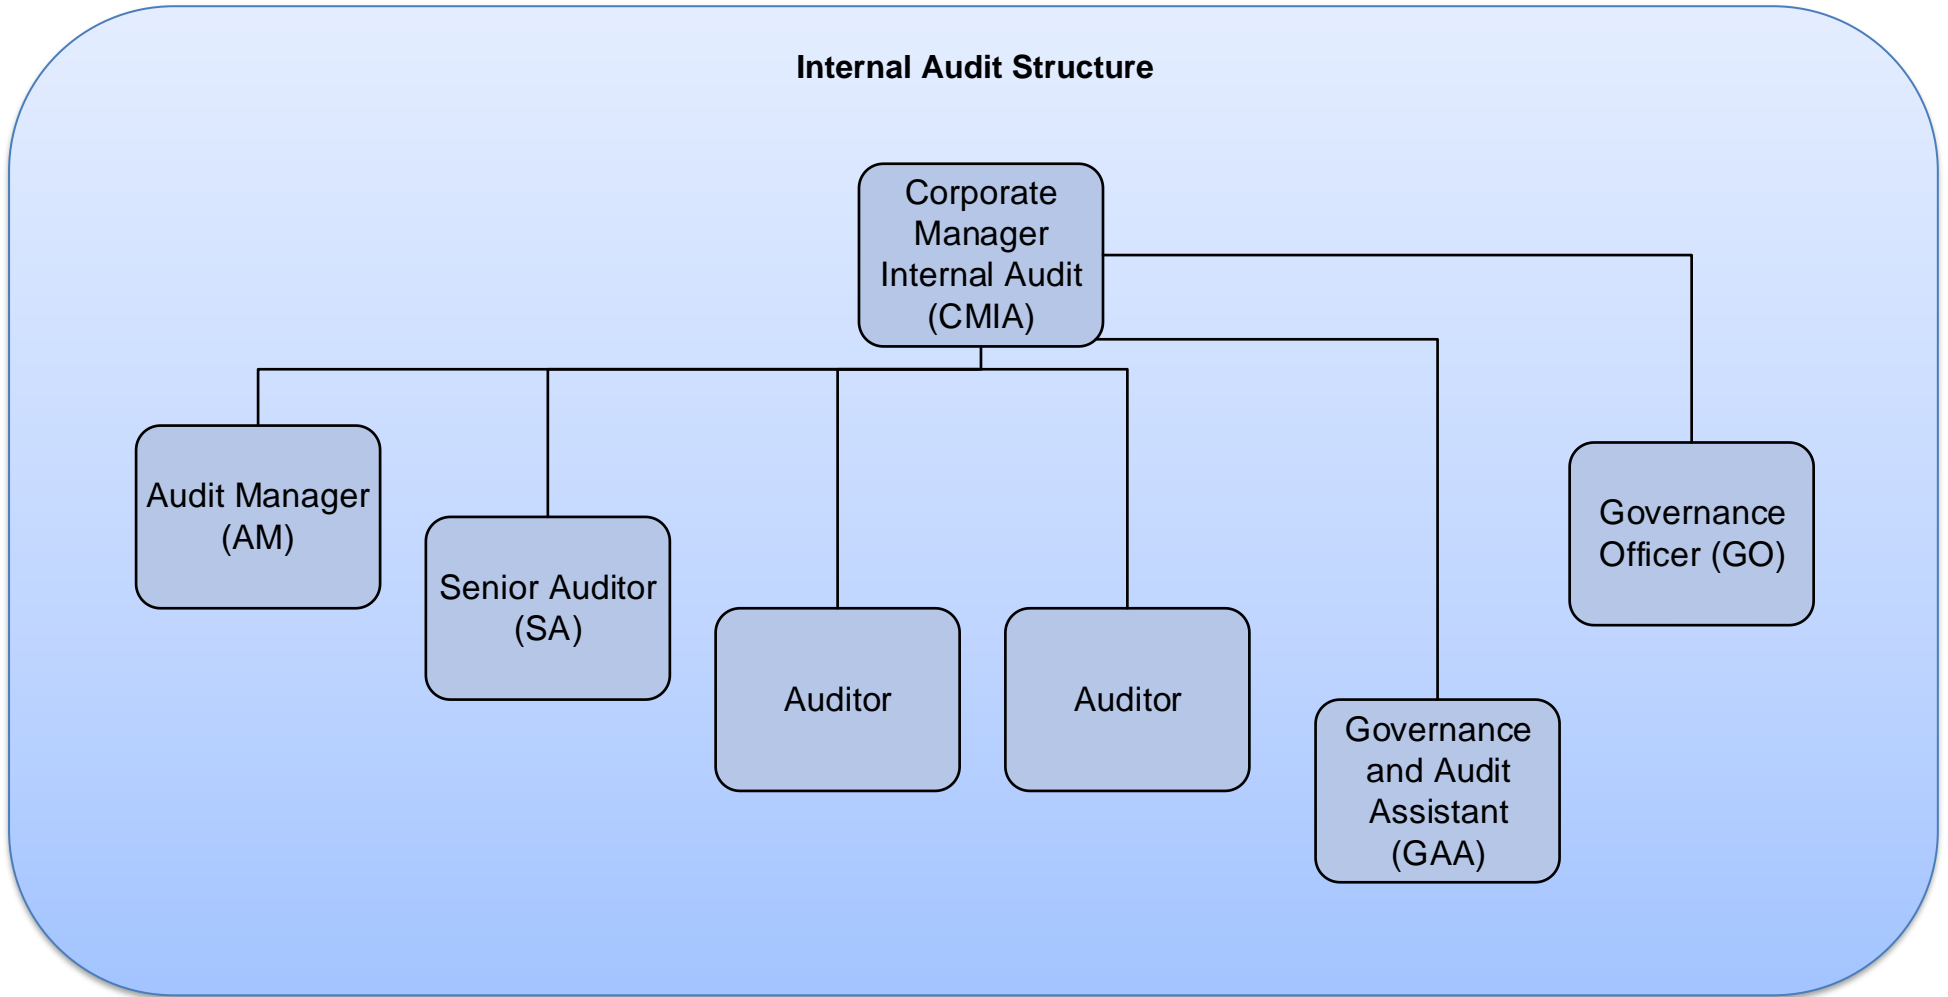 Internal Audit Structure
Corporate
Manager
Internal Audit
(CMIA)
Audit Manager
(AM)
Senior Auditor
(SA)
Auditor
Auditor
Governance
and Audit
Assistant
(GAA)
Governance
Officer (GO)